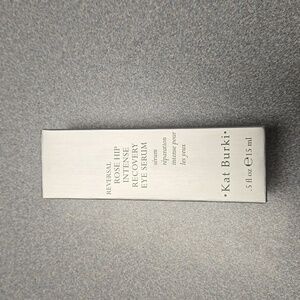 REVERSAL
ROSE HIP
INTENSE
RECOVERY
EYE SERUM
serum
réparation
intense pour
les yeux
·Kat Burki·
.5 fl oz ℮ 15 ml